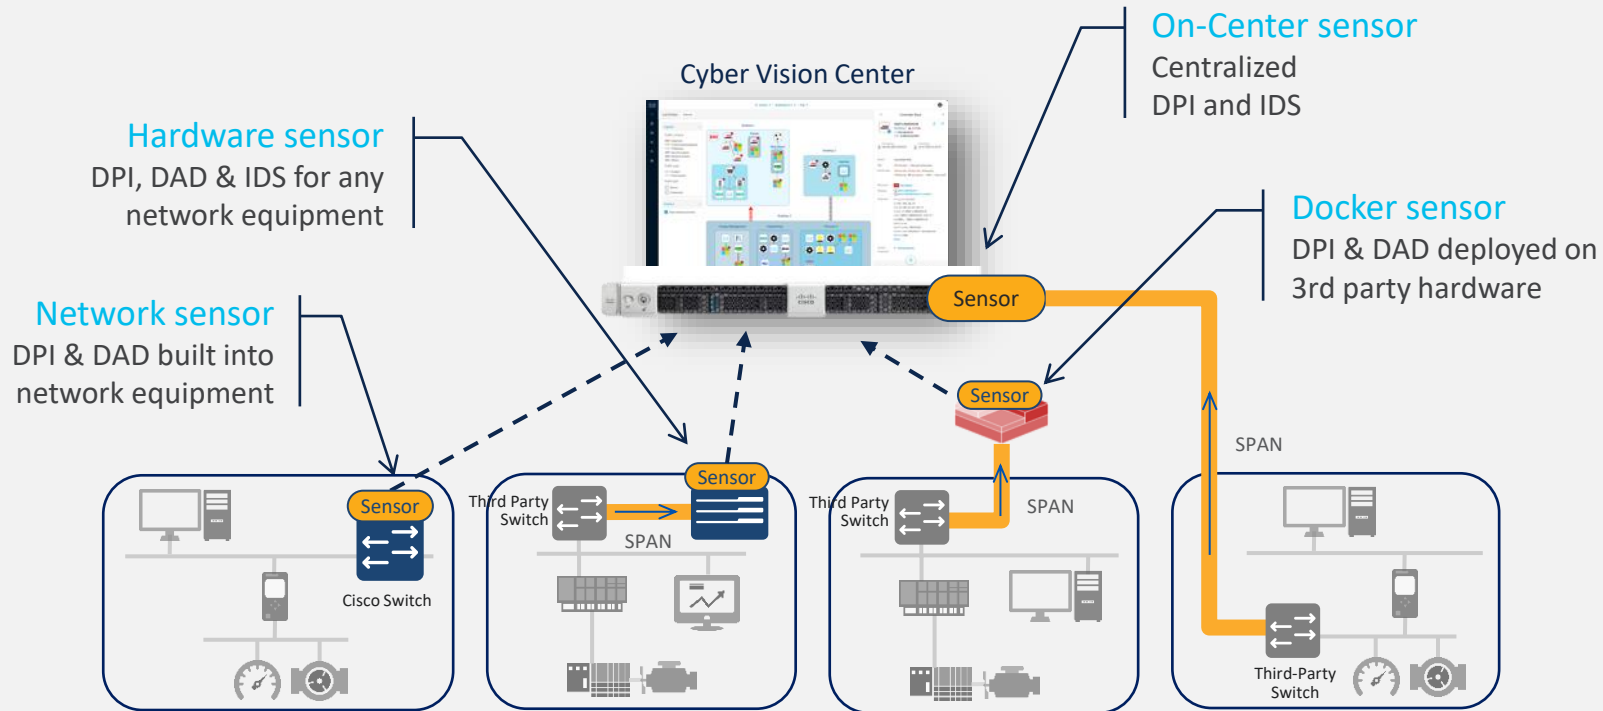 On-Center sensor
Centralized
DPI and IDS
Cyber Vision Center
Hardware sensor
DPI, DAD & IDS for any
network equipment
Docker sensor
DPI & DAD deployed on
3rd party hardware
Network sensor
DPI & DAD built into
network equipment
Sensor
CISCO
Sensor
SPAN
Sensor
Cisco Switch
Third Party
Switch
Sensor
SPAN
Third Party
Switch
SPAN
Third-Party
Switch